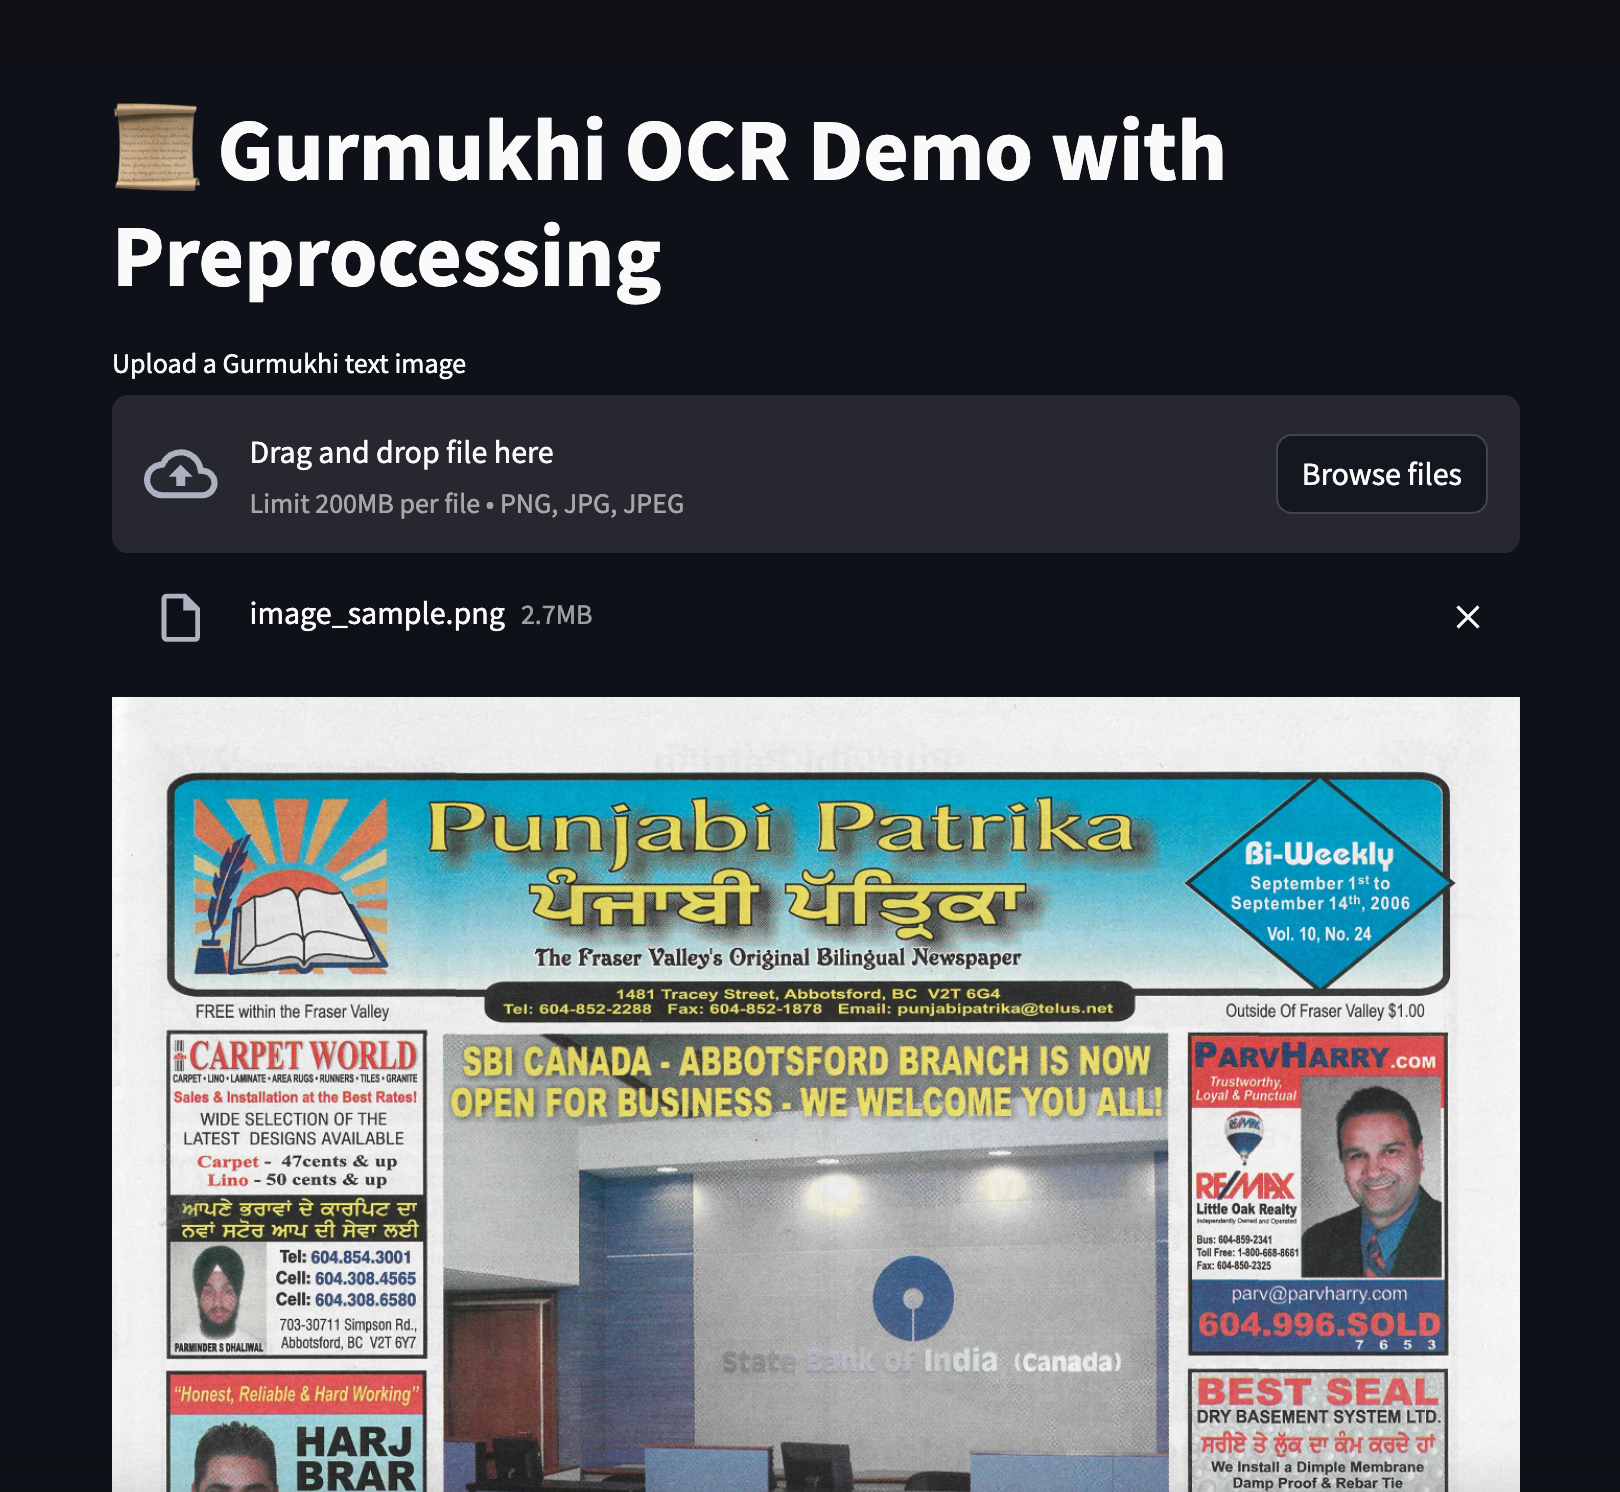 Gurmukhi OCR Demo with
Preprocessing
Upload a Gurmukhi text image
Drag and drop file here
Limit 200MB per file • PNG, JPG, JPEG
Browse files
image_sample.png 2.7MB
Punjabi Patrika
ਪੰਜਾਬੀ ਪੱਤ੍ਰਿਕਾ
The Fraser Valley's Original Bilingual Newspaper
Bi-Weekly
September 1st to
September 14th, 2006
Vol. 10, No. 24
1481 Tracey Street, Abbotsford, BC V2T 6G4
Tel: 604-852-2288 Fax: 604-852-1878 Email: punjabipatrika@telus.net
FREE within the Fraser Valley
Outside Of Fraser Valley $1.00
CARPET WORLD
CARPET • LINO • LAMINATE • AREA RUGS • RUNNERS • TILES • GRANITE
Sales & Installation at the Best Rates!
WIDE SELECTION OF THE
LATEST DESIGNS AVAILABLE
Carpet - 47cents & up
Lino - 50 cents & up
ਆਪਣੇ ਭਰਾਵਾਂ ਦੇ ਕਾਰਪਿਟ ਦਾ
ਨਵਾਂ ਸਟੋਰ ਆਪ ਦੀ ਸੇਵਾ ਲਈ
Tel: 604.854.3001
Cell: 604.308.4565
Cell: 604.308.6580
703-30711 Simpson Rd.,
Abbotsford, BC V2T 6Y7
PARMINDER S DHALIWAL
"Honest, Reliable & Hard Working"
HARJ
BRAR
SBI CANADA - ABBOTSFORD BRANCH IS NOW
OPEN FOR BUSINESS - WE WELCOME YOU ALL!
State Bank of India (Canada)
PARVHARRY.COM
Trustworthy,
Loyal & Punctual
RE/MAX
RE/MAX
Little Oak Realty
Independently Owned and Operated
Bus: 604-859-2341
Toll Free: 1-800-668-8661
Fax: 604-850-2325
parv@parvharry.com
604.996.SOLD
7 6 5 3
BEST SEAL
DRY BASEMENT SYSTEM LTD.
ਸਰੀਏ ਤੇ ਲੁੱਕ ਦਾ ਕੰਮ ਕਰਦੇ ਹਾਂ
We Install a Dimple Membrane
Damp Proof & Rebar Tie